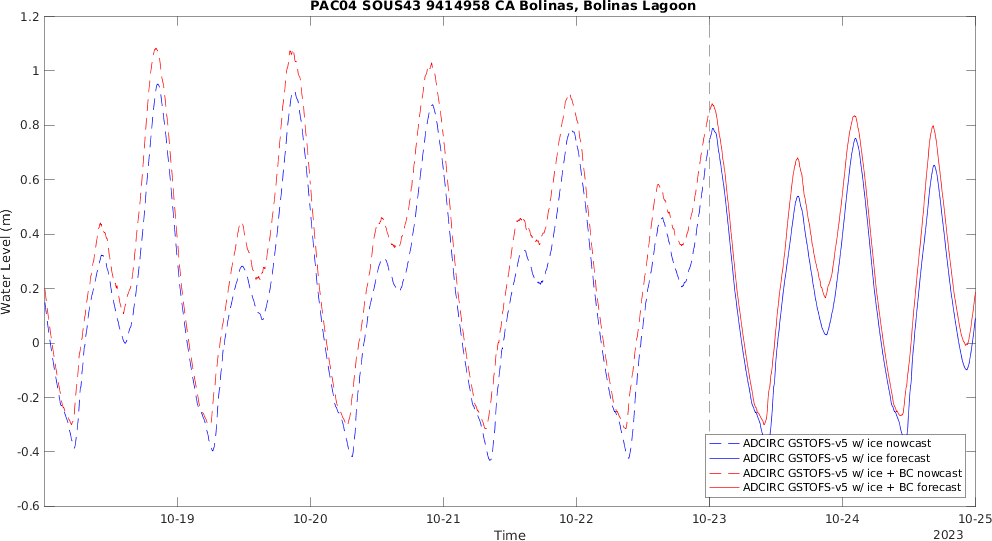 PAC04 SOUS43 9414958 CA Bolinas, Bolinas Lagoon
Water Level (m)
1.2
1
0.8
0.6
0.4
0.2
0
-0.2
-0.4
-0.6
ADCIRC GSTOFS-v5 w/ ice nowcast
ADCIRC GSTOFS-v5 w/ ice forecast
ADCIRC GSTOFS-v5 w/ ice + BC nowcast
ADCIRC GSTOFS-v5 w/ ice + BC forecast
10-19 10-20 10-21 10-22 10-23 10-24 10-25
Time
2023